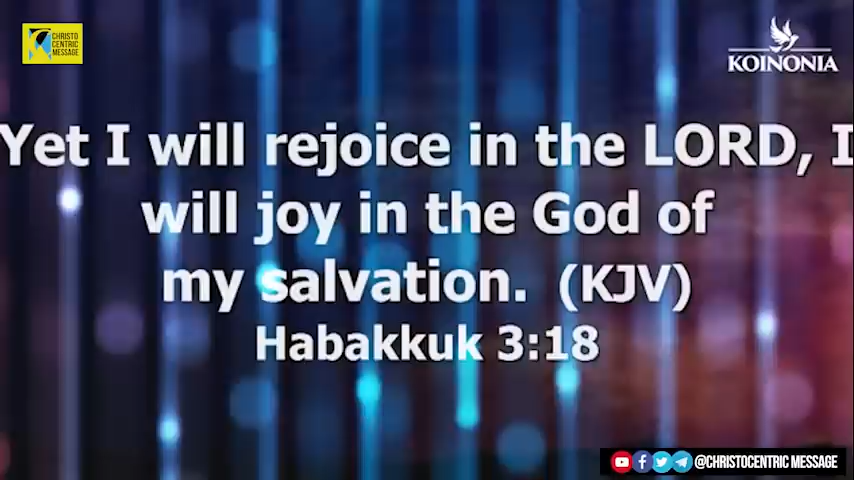 CHRISTO
CENTRIC
MESSAGE
KOINONIA
Yet I will rejoice in the LORD, I
will joy in the God of
my salvation. (KJV)
Habakkuk 3:18
@CHRISTOCENTRIC MESSAGE